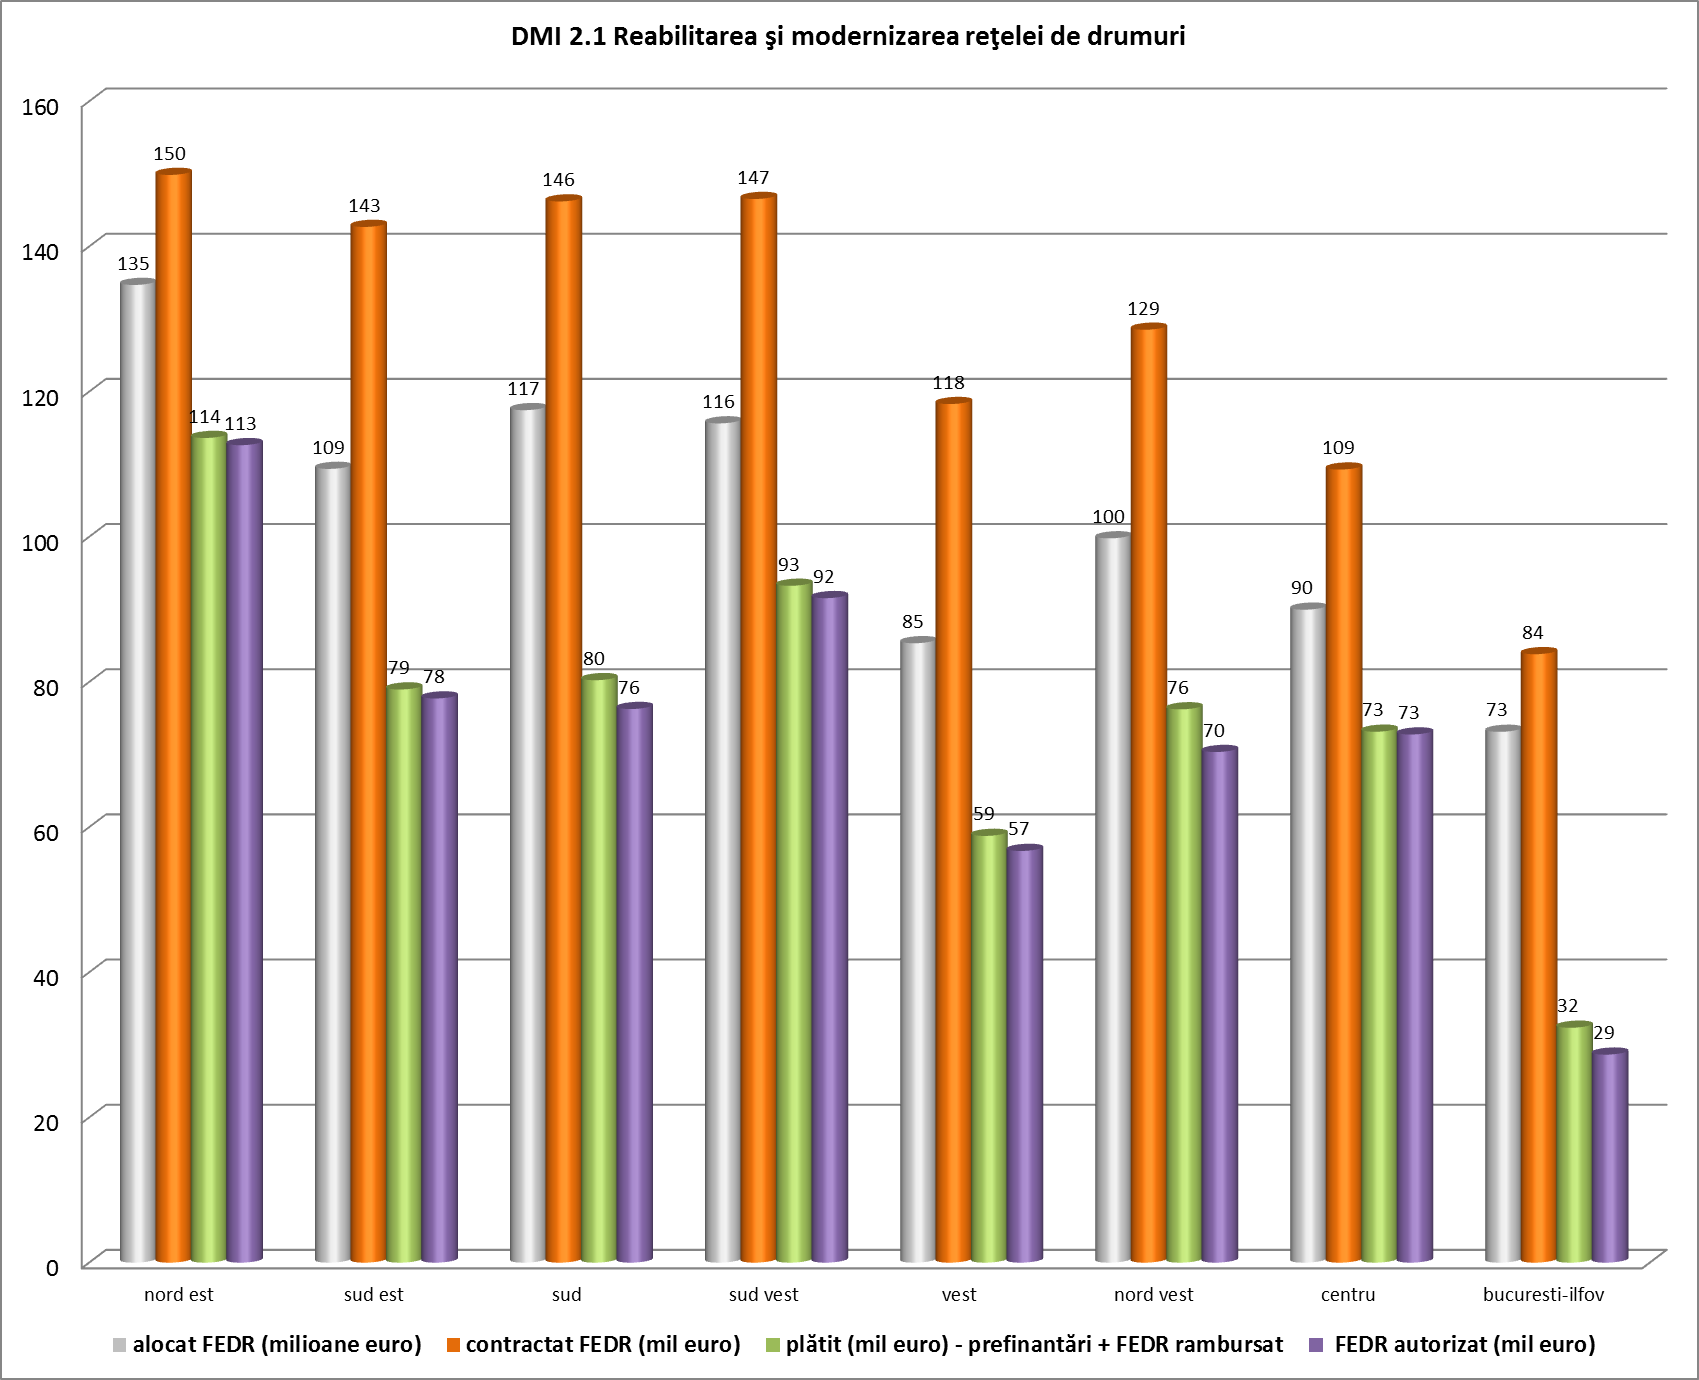 DMI 2.1 Reabilitarea şi modernizarea reţelei de drumuri
160
140
120
100
80
60
40
20
0
135 150 114 113
109 143 79 78
117 146 80 76
116 147 93 92
85 118 59 57
100 129 76 70
90 109 73 73
73 84 32 29
nord est sud est sud sud vest vest nord vest centru bucuresti-ilfov
alocat FEDR (milioane euro) contractat FEDR (mil euro) plătit (mil euro) - prefinantări + FEDR rambursat FEDR autorizat (mil euro)